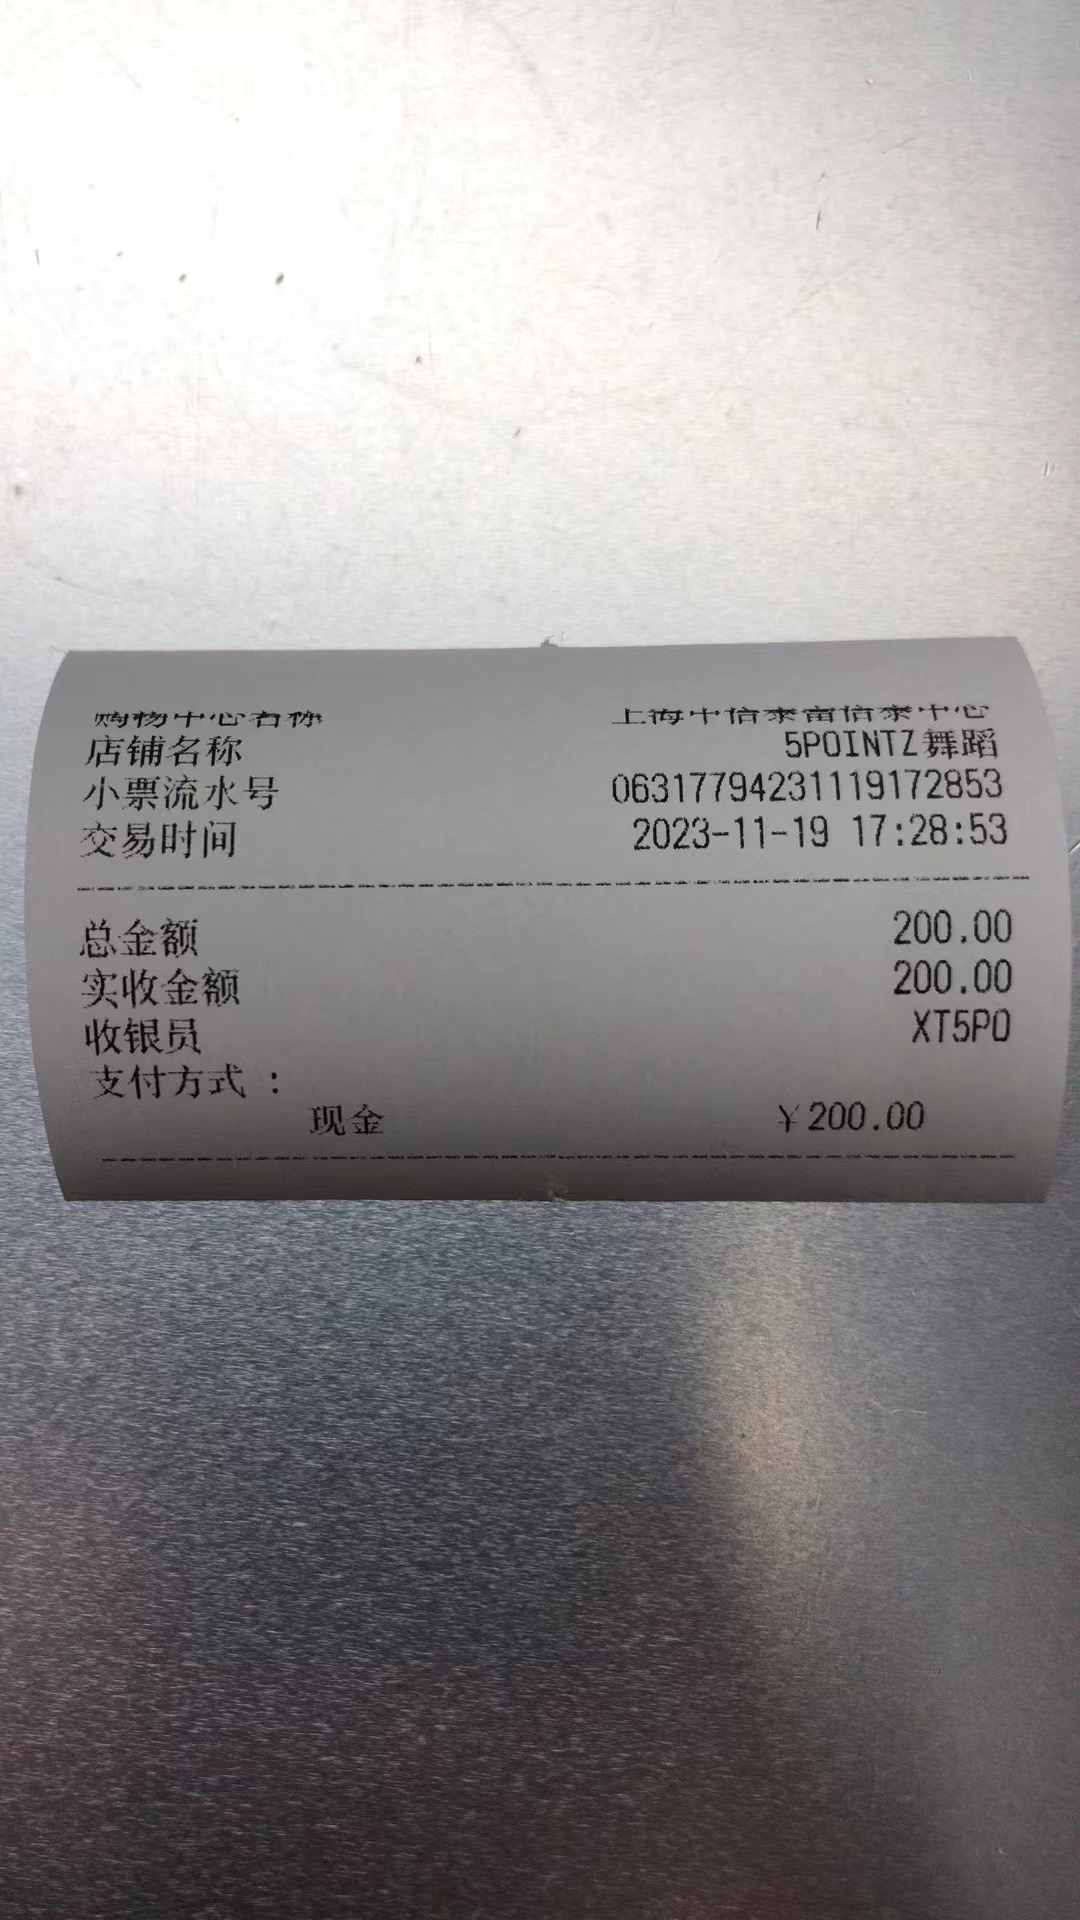 购物中心名称 上海中信泰富信泰中心
店铺名称 5POINTZ舞蹈
小票流水号 06317794231119172853
交易时间 2023-11-19 17:28:53
总金额 200.00
实收金额 200.00
收银员 XT5PO
支付方式 :
现金 ¥200.00